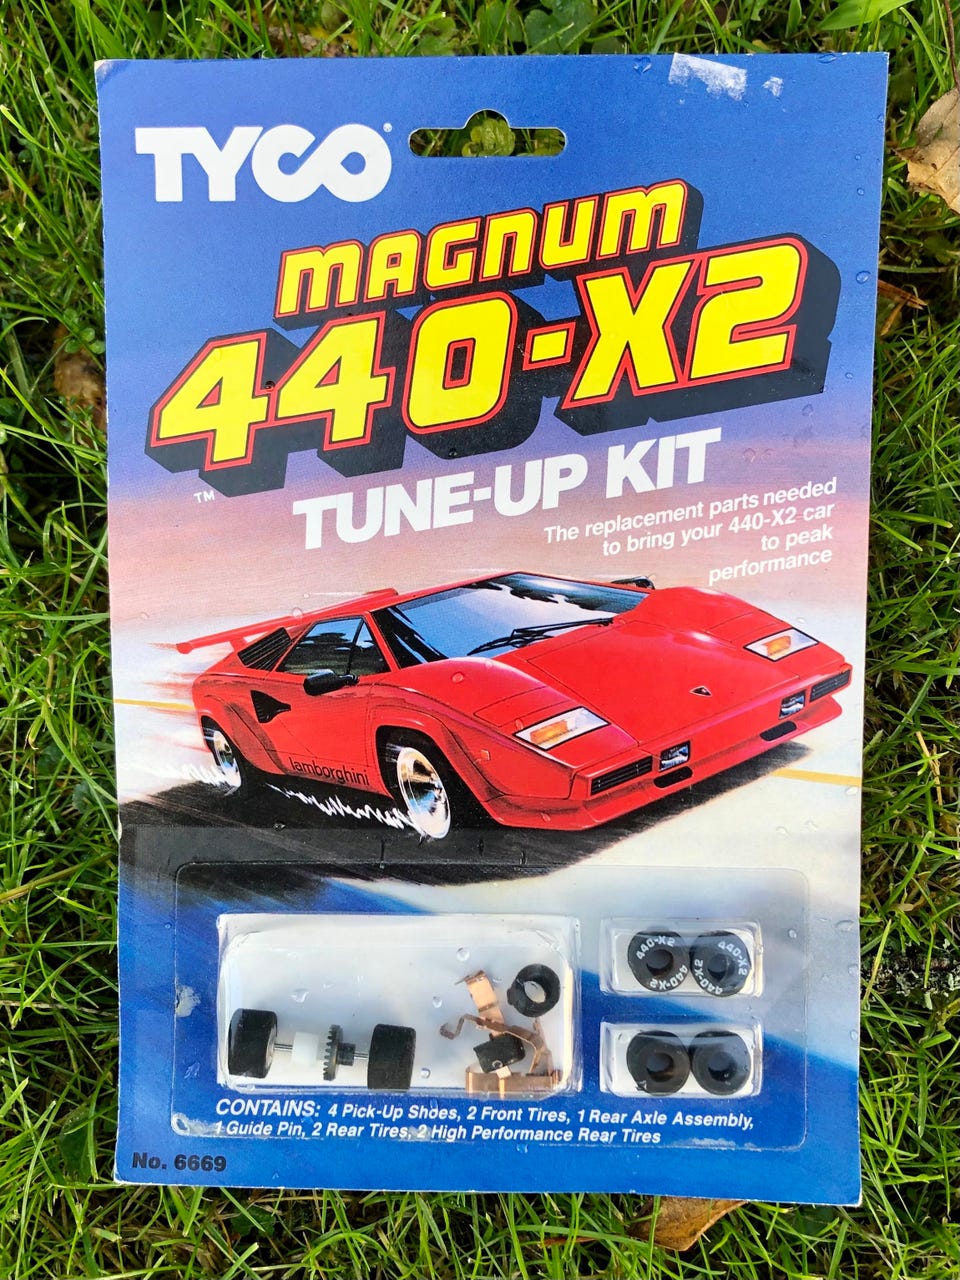 TYCO®
MAGNUM
440-X2
TM
TUNE-UP KIT
The replacement parts needed
to bring your 440-X2 car
to peak
performance
lamborghini
440-X2 440-X2
440-X2 440-X2
CONTAINS: 4 Pick-Up Shoes, 2 Front Tires, 1 Rear Axle Assembly,
1 Guide Pin, 2 Rear Tires, 2 High Performance Rear Tires
No. 6669